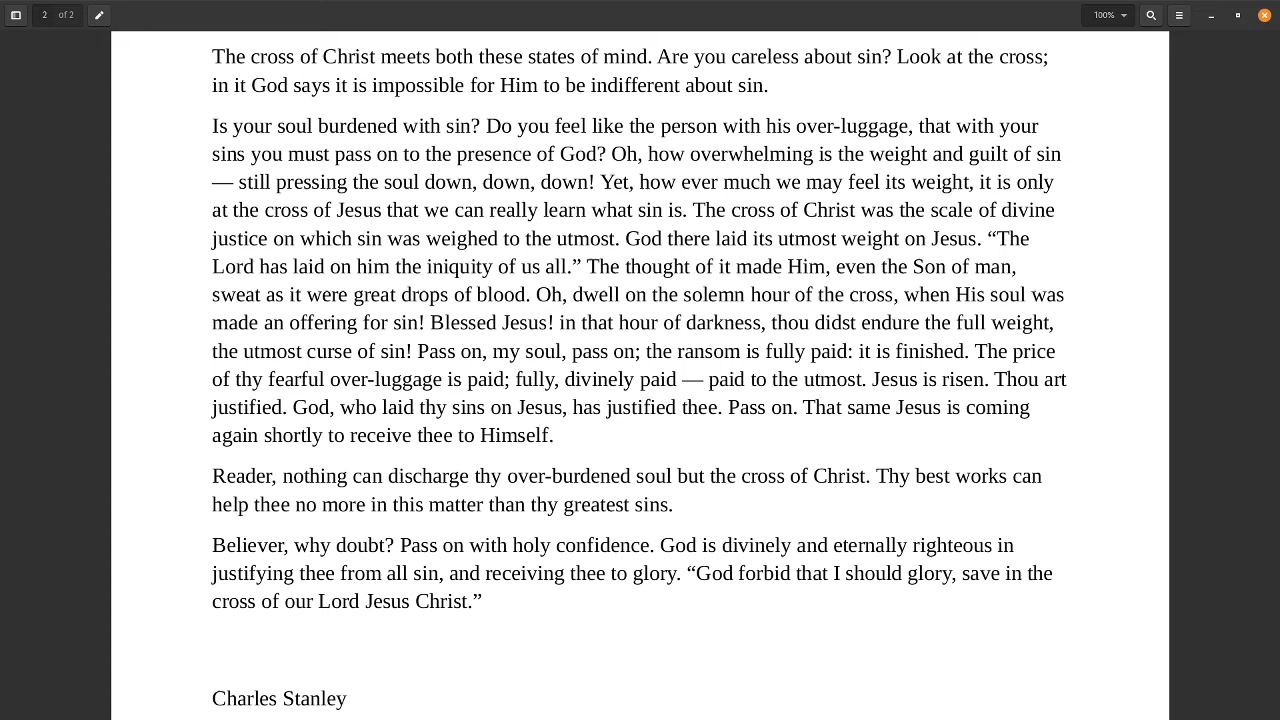 2 of 2
100%
The cross of Christ meets both these states of mind. Are you careless about sin? Look at the cross;
in it God says it is impossible for Him to be indifferent about sin.
Is your soul burdened with sin? Do you feel like the person with his over-luggage, that with your
sins you must pass on to the presence of God? Oh, how overwhelming is the weight and guilt of sin
— still pressing the soul down, down, down! Yet, how ever much we may feel its weight, it is only
at the cross of Jesus that we can really learn what sin is. The cross of Christ was the scale of divine
justice on which sin was weighed to the utmost. God there laid its utmost weight on Jesus. “The
Lord has laid on him the iniquity of us all.” The thought of it made Him, even the Son of man,
sweat as it were great drops of blood. Oh, dwell on the solemn hour of the cross, when His soul was
made an offering for sin! Blessed Jesus! in that hour of darkness, thou didst endure the full weight,
the utmost curse of sin! Pass on, my soul, pass on; the ransom is fully paid: it is finished. The price
of thy fearful over-luggage is paid; fully, divinely paid — paid to the utmost. Jesus is risen. Thou art
justified. God, who laid thy sins on Jesus, has justified thee. Pass on. That same Jesus is coming
again shortly to receive thee to Himself.
Reader, nothing can discharge thy over-burdened soul but the cross of Christ. Thy best works can
help thee no more in this matter than thy greatest sins.
Believer, why doubt? Pass on with holy confidence. God is divinely and eternally righteous in
justifying thee from all sin, and receiving thee to glory. “God forbid that I should glory, save in the
cross of our Lord Jesus Christ.”
Charles Stanley